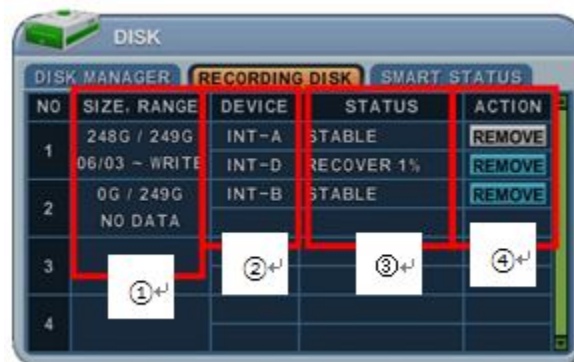 DISK
DISK MANAGER RECORDING DISK SMART STATUS
NO SIZE, RANGE DEVICE STATUS ACTION
1 248G / 249G INT-A STABLE REMOVE
06/03 ~ WRITE INT-D RECOVER 1% REMOVE
2 0G / 249G INT-B STABLE REMOVE
NO DATA
3
4
① ② ③ ④